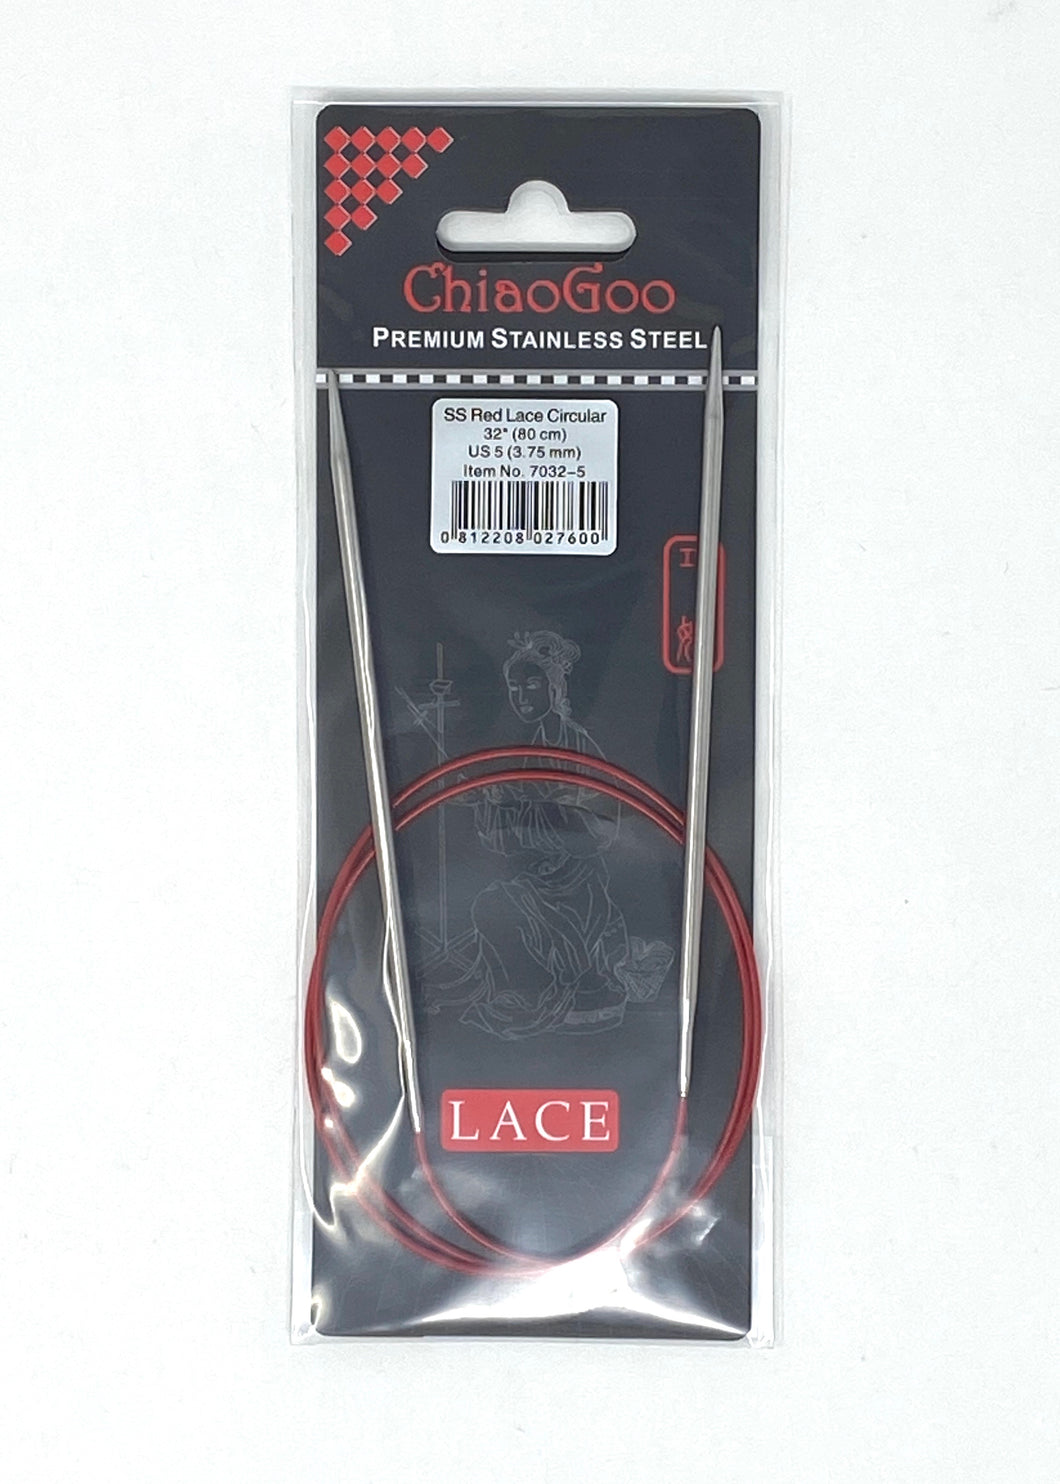 ChiaoGoo
PREMIUM STAINLESS STEEL
SS Red Lace Circular
32" (80 cm)
US 5 (3.75 mm)
Item No. 7032-5
0 812208 027600
工
LACE